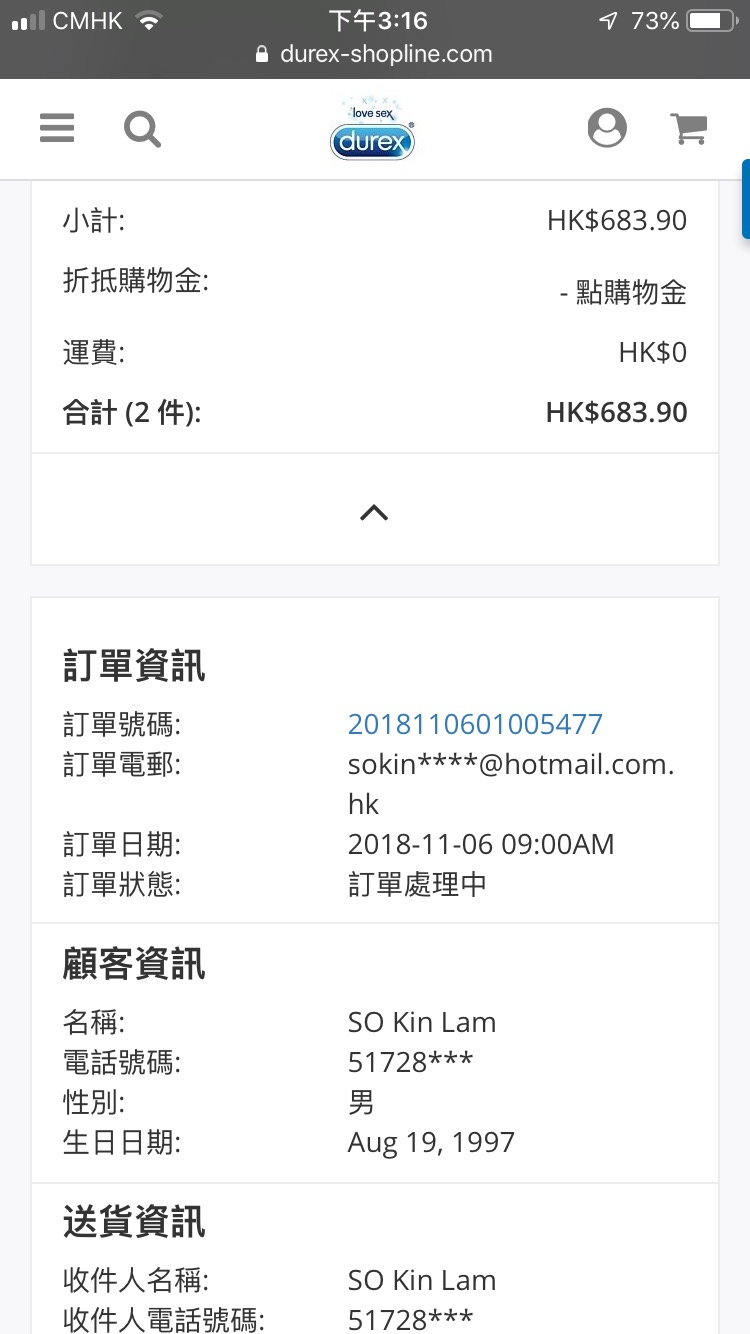 CMHK 下午3:16 73%
durex-shopline.com
love sex
durex®
小計: HK$683.90
折抵購物金: - 點購物金
運費: HK$0
合計 (2 件): HK$683.90
訂單資訊
訂單號碼: 2018110601005477
訂單電郵: sokin****@hotmail.com.
hk
訂單日期: 2018-11-06 09:00AM
訂單狀態: 訂單處理中
顧客資訊
名稱: SO Kin Lam
電話號碼: 51728***
性別: 男
生日日期: Aug 19, 1997
送貨資訊
收件人名稱: SO Kin Lam
收件人電話號碼: 51728***